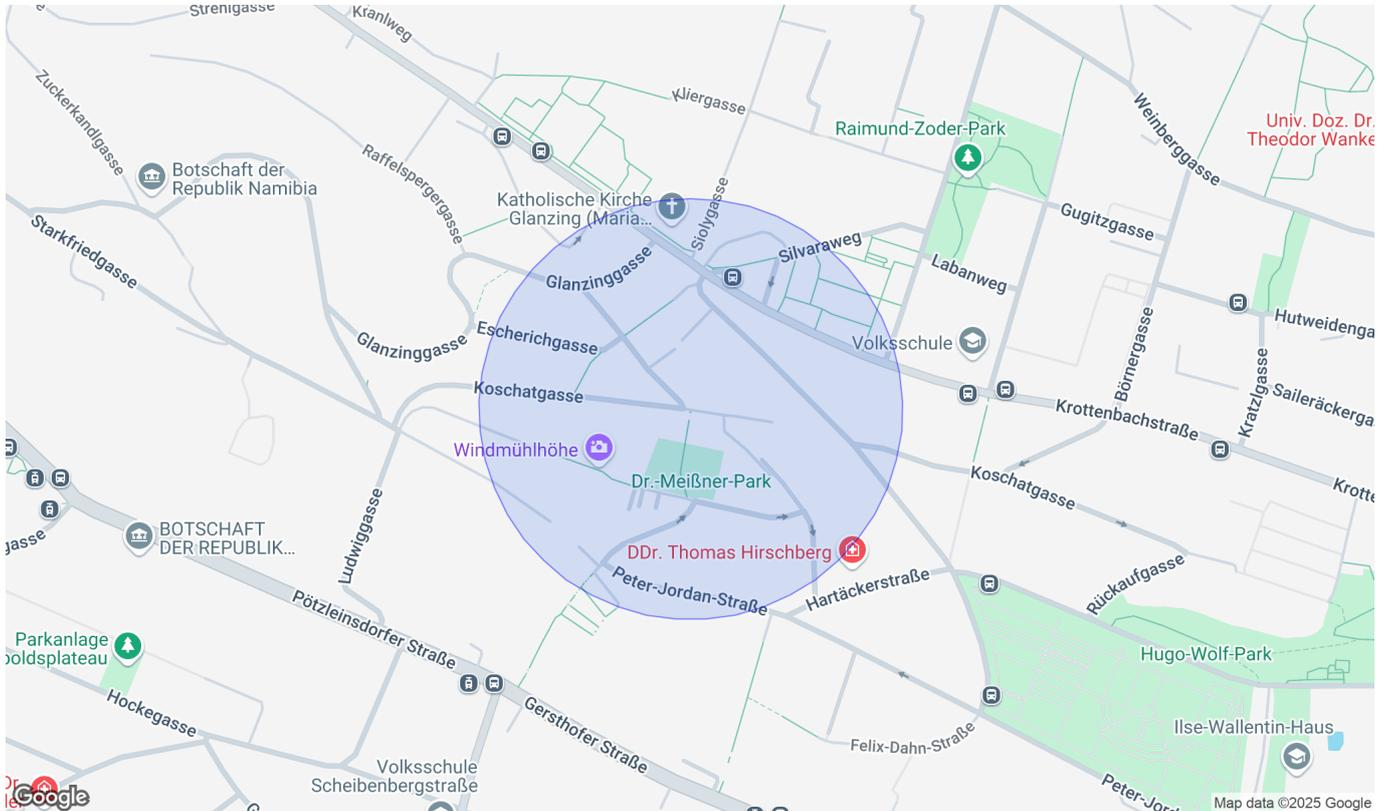 Strehlgasse
Kranlweg
Zuckerkandlgasse
Kliergasse
Weinberggasse
Raimund-Zoder-Park
Univ. Doz. Dr.
Theodor Wanke
Botschaft der
Republik Namibia
Raffelspergergasse
Katholische Kirche
Glanzing (Maria...
Siolygasse
Gugitzgasse
Starkfriedgasse
Silvaraweg
Labanweg
Glanzinggasse
Hutweidenga
Escherichgasse
Glanzinggasse
Volksschule
Börnergasse
Kratzlgasse
Saileräckerga
Koschatgasse
Krottenbachstraße
Windmühlhöhe
Dr.-Meißner-Park
Koschatgasse
Krotte
BOTSCHAFT
DER REPUBLIK...
gasse
Ludwiggasse
DDr. Thomas Hirschberg
Peter-Jordan-Straße
Hartäckerstraße
Rückaufgasse
Pötzleinsdorfer Straße
Parkanlage
oldsplateau
Hugo-Wolf-Park
Hockegasse
Gersthofer Straße
Felix-Dahn-Straße
Ilse-Wallentin-Haus
Volksschule
Scheibenbergstraße
Peter-Jor
Dr.
Google
Map data ©2025 Google